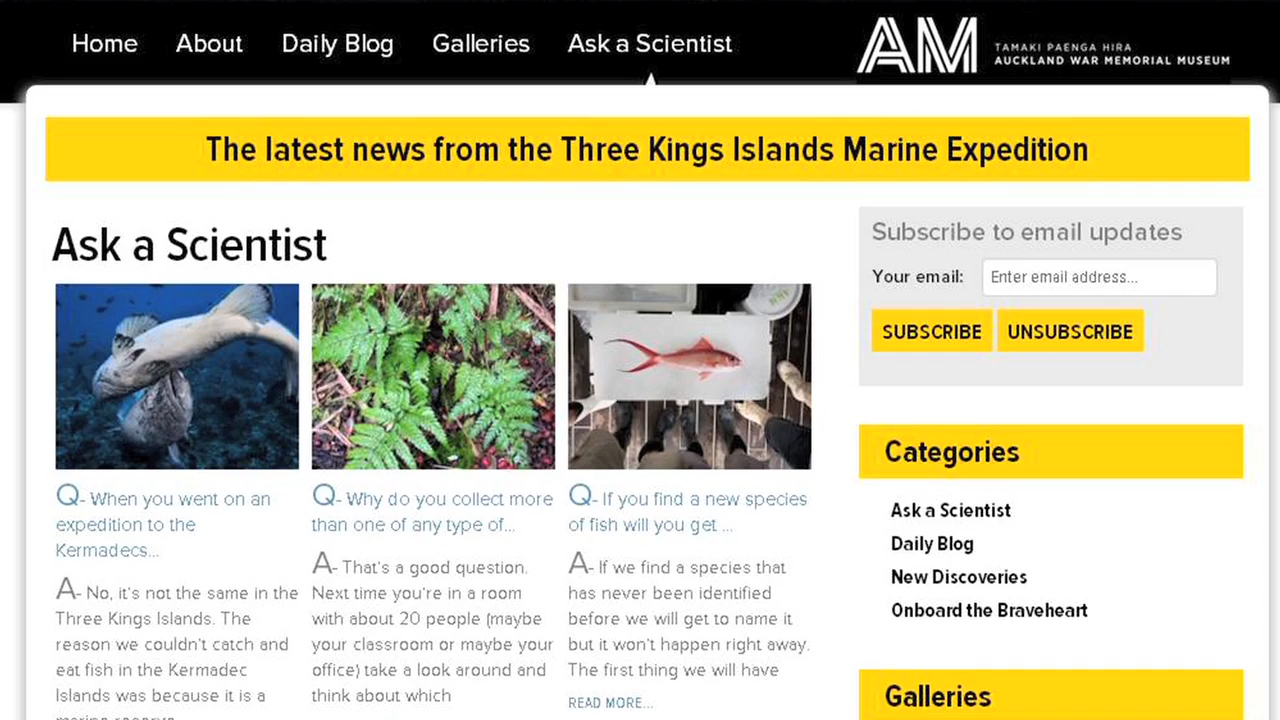 Home About Daily Blog Galleries Ask a Scientist
AM
TAMAKI PAENGA HIRA
AUCKLAND WAR MEMORIAL MUSEUM
The latest news from the Three Kings Islands Marine Expedition
Ask a Scientist
Q- When you went on an
expedition to the
Kermadecs...
A- No, it's not the same in the
Three Kings Islands. The
reason we couldn't catch and
eat fish in the Kermadec
Islands was because it is a
Q- Why do you collect more
than one of any type of...
A- That's a good question.
Next time you're in a room
with about 20 people (maybe
your classroom or maybe your
office) take a look around and
think about which
Q- If you find a new species
of fish will you get ...
A- If we find a species that
has never been identified
before we will get to name it
but it won't happen right away.
The first thing we will have
READ MORE...
Subscribe to email updates
Your email: Enter email address...
SUBSCRIBE UNSUBSCRIBE
Categories
Ask a Scientist
Daily Blog
New Discoveries
Onboard the Braveheart
Galleries